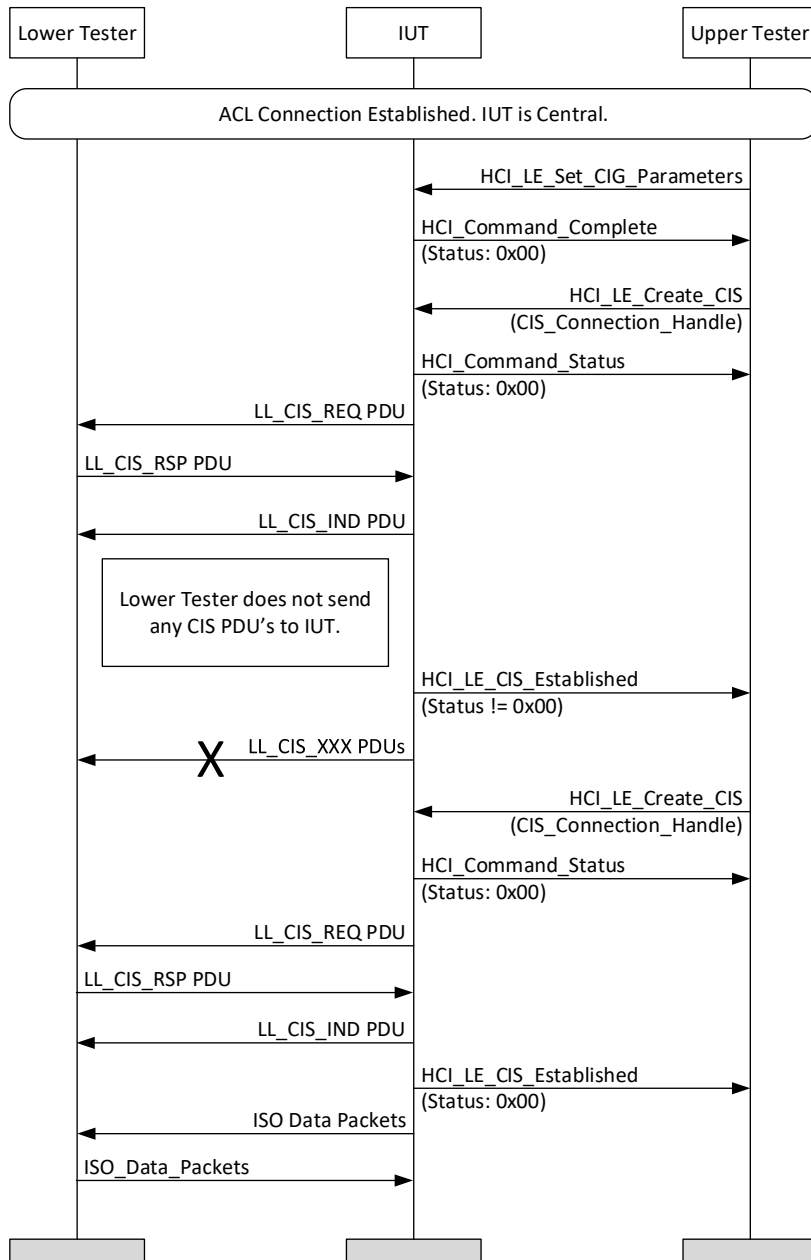 Lower Tester
IUT
Upper Tester
ACL Connection Established. IUT is Central.
HCI_LE_Set_CIG_Parameters
HCI_Command_Complete
(Status: 0x00)
HCI_LE_Create_CIS
(CIS_Connection_Handle)
HCI_Command_Status
(Status: 0x00)
LL_CIS_REQ PDU
LL_CIS_RSP PDU
LL_CIS_IND PDU
Lower Tester does not send
any CIS PDU's to IUT.
HCI_LE_CIS_Established
(Status != 0x00)
LL_CIS_XXX PDUs
X
HCI_LE_Create_CIS
(CIS_Connection_Handle)
HCI_Command_Status
(Status: 0x00)
LL_CIS_REQ PDU
LL_CIS_RSP PDU
LL_CIS_IND PDU
HCI_LE_CIS_Established
(Status: 0x00)
ISO Data Packets
ISO_Data_Packets